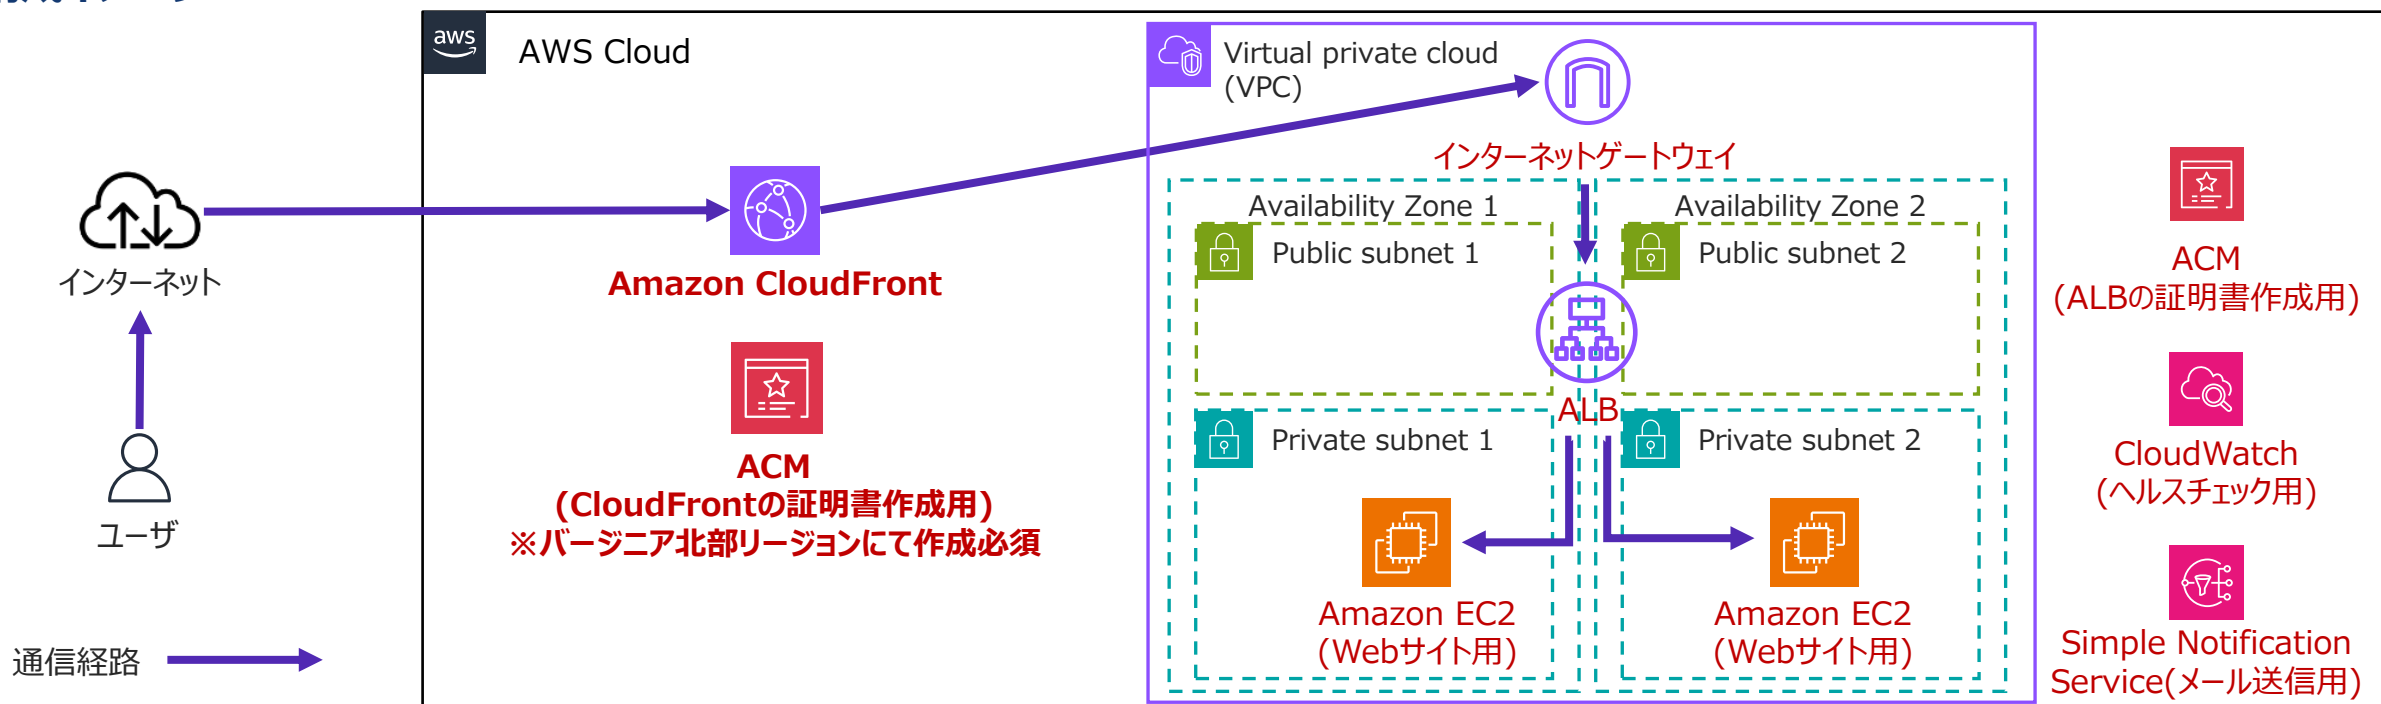 aws
AWS Cloud
Virtual private cloud
(VPC)
インターネットゲートウェイ
Availability Zone 1
Availability Zone 2
Public subnet 1
Public subnet 2
インターネット
Amazon CloudFront
ACM
(ALBの証明書作成用)
ALB
Private subnet 1
Private subnet 2
ACM
(CloudFrontの証明書作成用)
※バージニア北部リージョンにて作成必須
CloudWatch
(ヘルスチェック用)
ユーザ
Amazon EC2
(Webサイト用)
Amazon EC2
(Webサイト用)
Simple Notification
Service(メール送信用)
通信経路